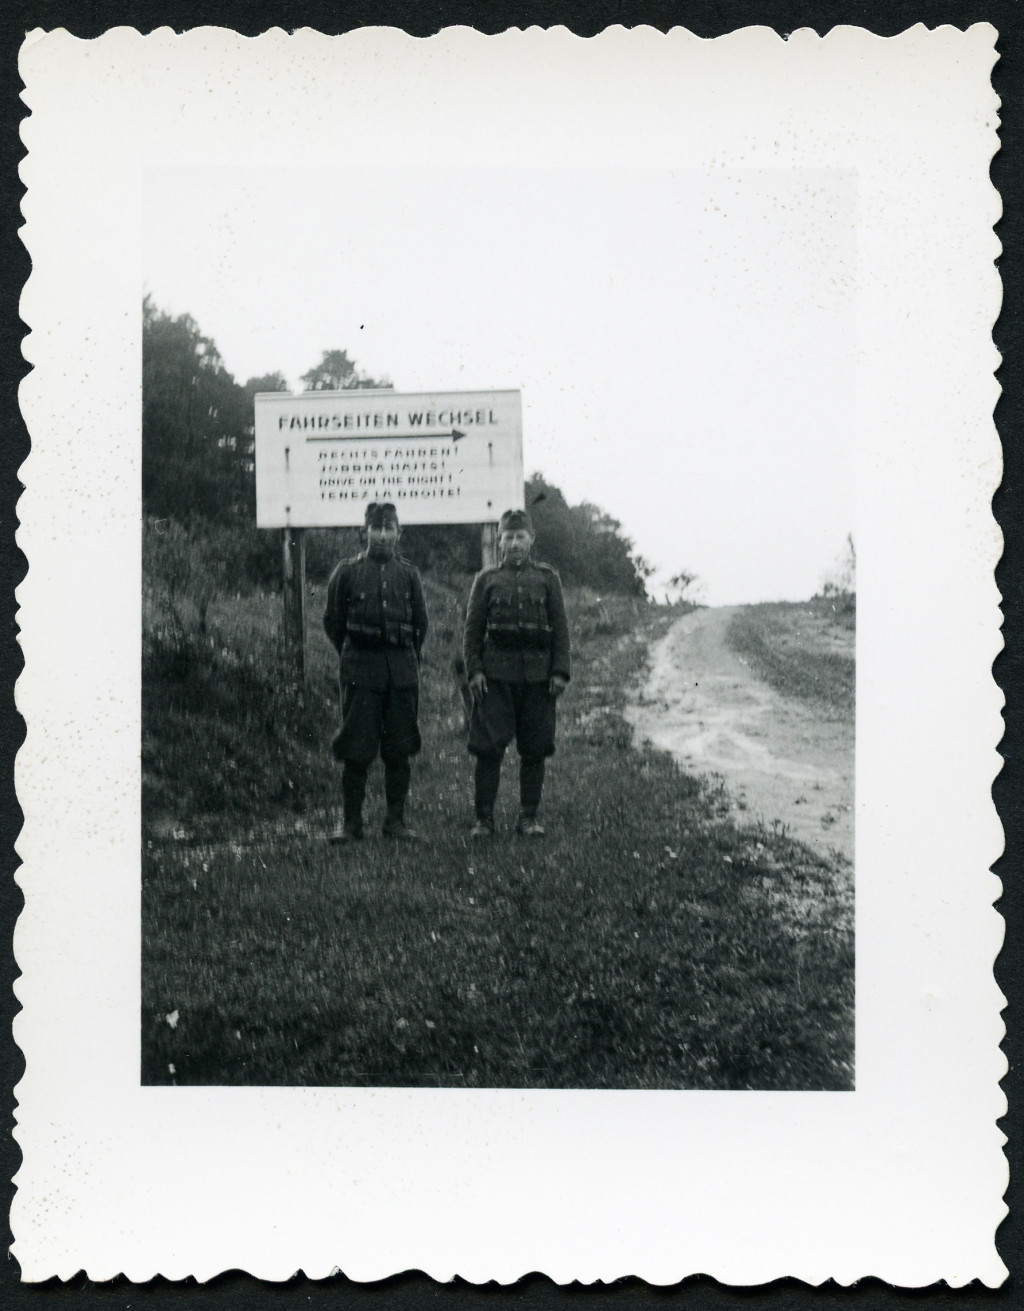 FAHRSEITEN WECHSEL
RECHTS FAHREN!
JOBBRA HAJTS!
DRIVE ON THE RIGHT!
TENEZ LA DROITE!